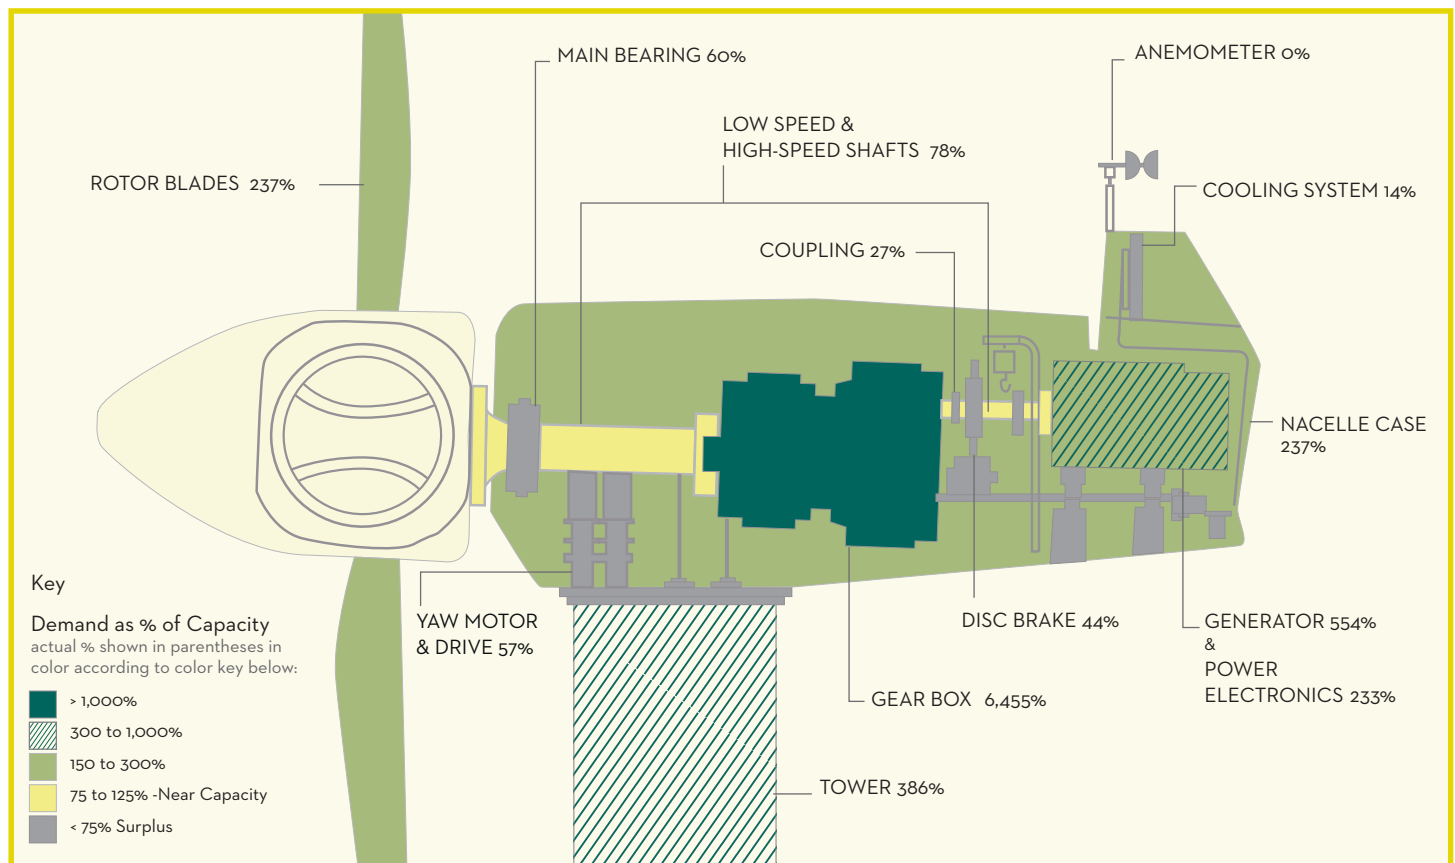 MAIN BEARING 60%
ANEMOMETER 0%
LOW SPEED &
HIGH-SPEED SHAFTS 78%
ROTOR BLADES 237%
COOLING SYSTEM 14%
COUPLING 27%
NACELLE CASE
237%
Key
Demand as % of Capacity
actual % shown in parentheses in
color according to color key below:
> 1,000%
300 to 1,000%
150 to 300%
75 to 125% -Near Capacity
< 75% Surplus
YAW MOTOR
& DRIVE 57%
DISC BRAKE 44%
GENERATOR 554%
&
POWER
ELECTRONICS 233%
GEAR BOX 6,455%
TOWER 386%